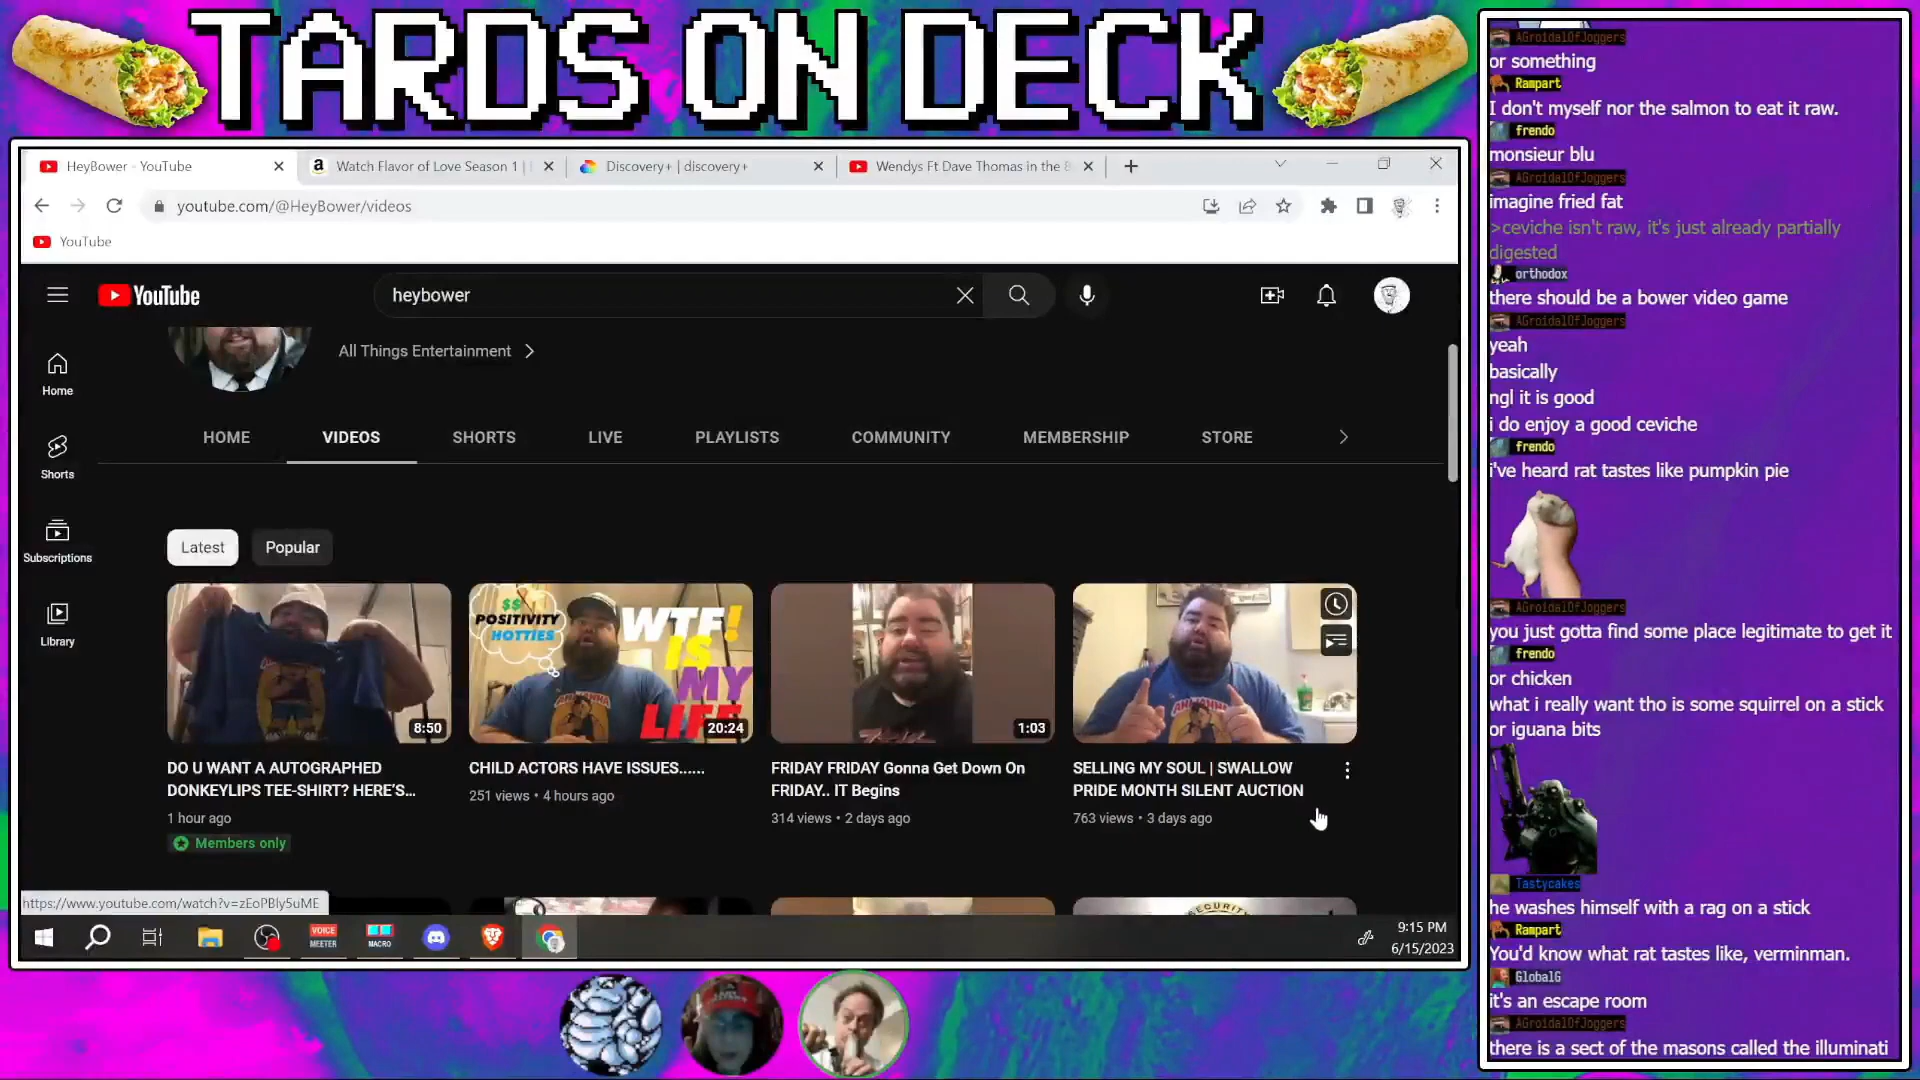 TARDS ON DECK
HeyBower - YouTube
Watch Flavor of Love Season 1 |
Discovery+ | discovery+
Wendys Ft Dave Thomas in the 8
youtube.com/@HeyBower/videos
YouTube
YouTube
heybower
All Things Entertainment
Home
Shorts
Subscriptions
Library
HOME
VIDEOS
SHORTS
LIVE
PLAYLISTS
COMMUNITY
MEMBERSHIP
STORE
Latest
Popular
8:50
$$
POSITIVITY
HOTTIES
WTF!
IS
MY
LIFE
20:24
1:03
DO U WANT A AUTOGRAPHED
DONKEYLIPS TEE-SHIRT? HERE'S...
1 hour ago
Members only
CHILD ACTORS HAVE ISSUES......
251 views • 4 hours ago
FRIDAY FRIDAY Gonna Get Down On
FRIDAY.. IT Begins
314 views • 2 days ago
SELLING MY SOUL | SWALLOW
PRIDE MONTH SILENT AUCTION
763 views • 3 days ago
SECURITY
https://www.youtube.com/watch?v=zEoPBly5uME
VOICE
MEETER
MACRO
9:15 PM
6/15/2023
AGroidalOfJoggers
or something
Rampart
I don't myself nor the salmon to eat it raw.
frendo
monsieur blu
AGroidalOfJoggers
imagine fried fat
>ceviche isn't raw, it's just already partially
digested
orthodox
there should be a bower video game
AGroidalOfJoggers
yeah
basically
ngl it is good
i do enjoy a good ceviche
frendo
i've heard rat tastes like pumpkin pie
AGroidalOfJoggers
you just gotta find some place legitimate to get it
frendo
or chicken
what i really want tho is some squirrel on a stick
or iguana bits
Tastycakes
he washes himself with a rag on a stick
Rampart
You'd know what rat tastes like, verminman.
GlobalG
it's an escape room
AGroidalOfJoggers
there is a sect of the masons called the illuminati